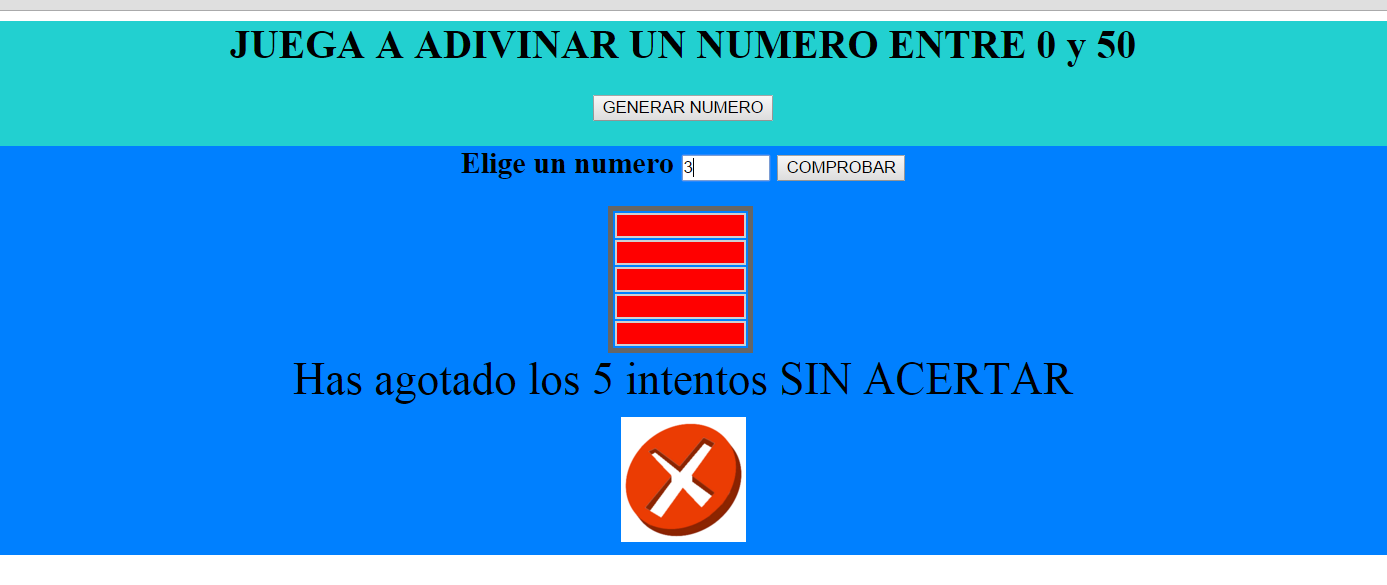 JUEGA A ADIVINAR UN NUMERO ENTRE 0 y 50
GENERAR NUMERO
Elige un numero 3 COMPROBAR
Has agotado los 5 intentos SIN ACERTAR